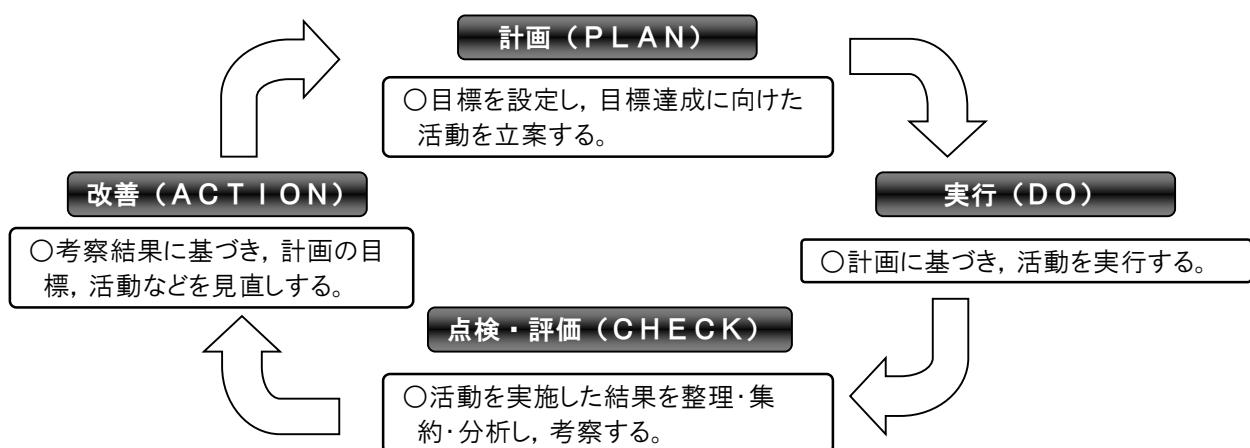 計画（ＰＬＡＮ）
○目標を設定し，目標達成に向けた
活動を立案する。
実行（ＤＯ）
○計画に基づき，活動を実行する。
点検・評価（ＣＨＥＣＫ）
○活動を実施した結果を整理・集
約・分析し，考察する。
改善（ＡＣＴＩＯＮ）
○考察結果に基づき，計画の目
標，活動などを見直しする。